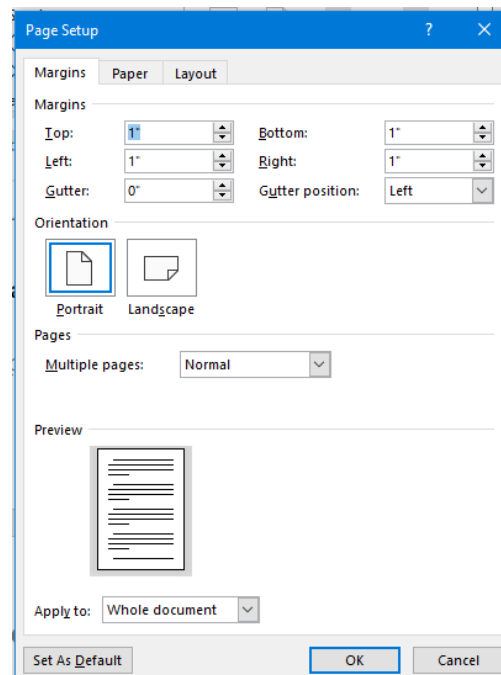 Page Setup ? ×
Margins Paper Layout
Margins
Top: 1" Bottom: 1"
Left: 1" Right: 1"
Gutter: 0" Gutter position: Left
Orientation
Portrait Landscape
Pages
Multiple pages: Normal
Preview
Apply to: Whole document
Set As Default OK Cancel